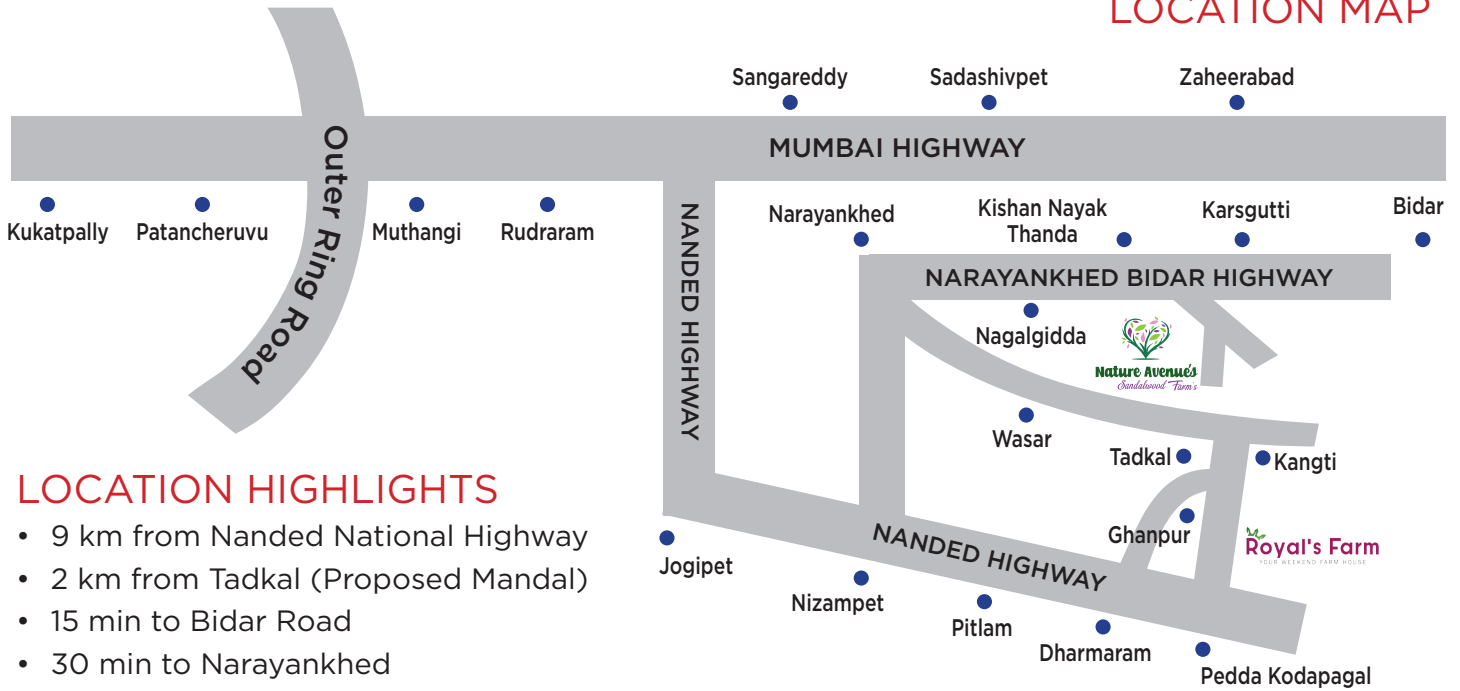 LOCATION MAP
Sangareddy
Sadashivpet
Zaheerabad
MUMBAI HIGHWAY
Kukatpally
Patancheruvu
Outer Ring Road
Muthangi
Rudraram
NANDED HIGHWAY
Narayankhed
Kishan Nayak
Thanda
Karsgutti
Bidar
NARAYANKHED BIDAR HIGHWAY
Nagalgidda
Nature Avenue's
Sandalwood Farm's
Wasar
Tadkal
Kangti
Ghanpur
Royal's Farm
YOUR WEEKEND FARM HOUSE
NANDED HIGHWAY
Jogipet
Nizampet
Pitlam
Dharmaram
Pedda Kodapagal
LOCATION HIGHLIGHTS
• 9 km from Nanded National Highway
• 2 km from Tadkal (Proposed Mandal)
• 15 min to Bidar Road
• 30 min to Narayankhed